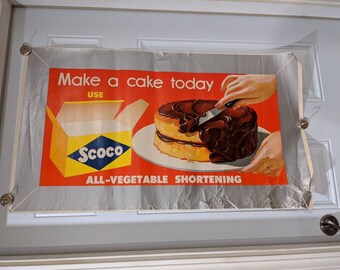 Make a cake today
USE
SCOCO
ALL-VEGETABLE SHORTENING